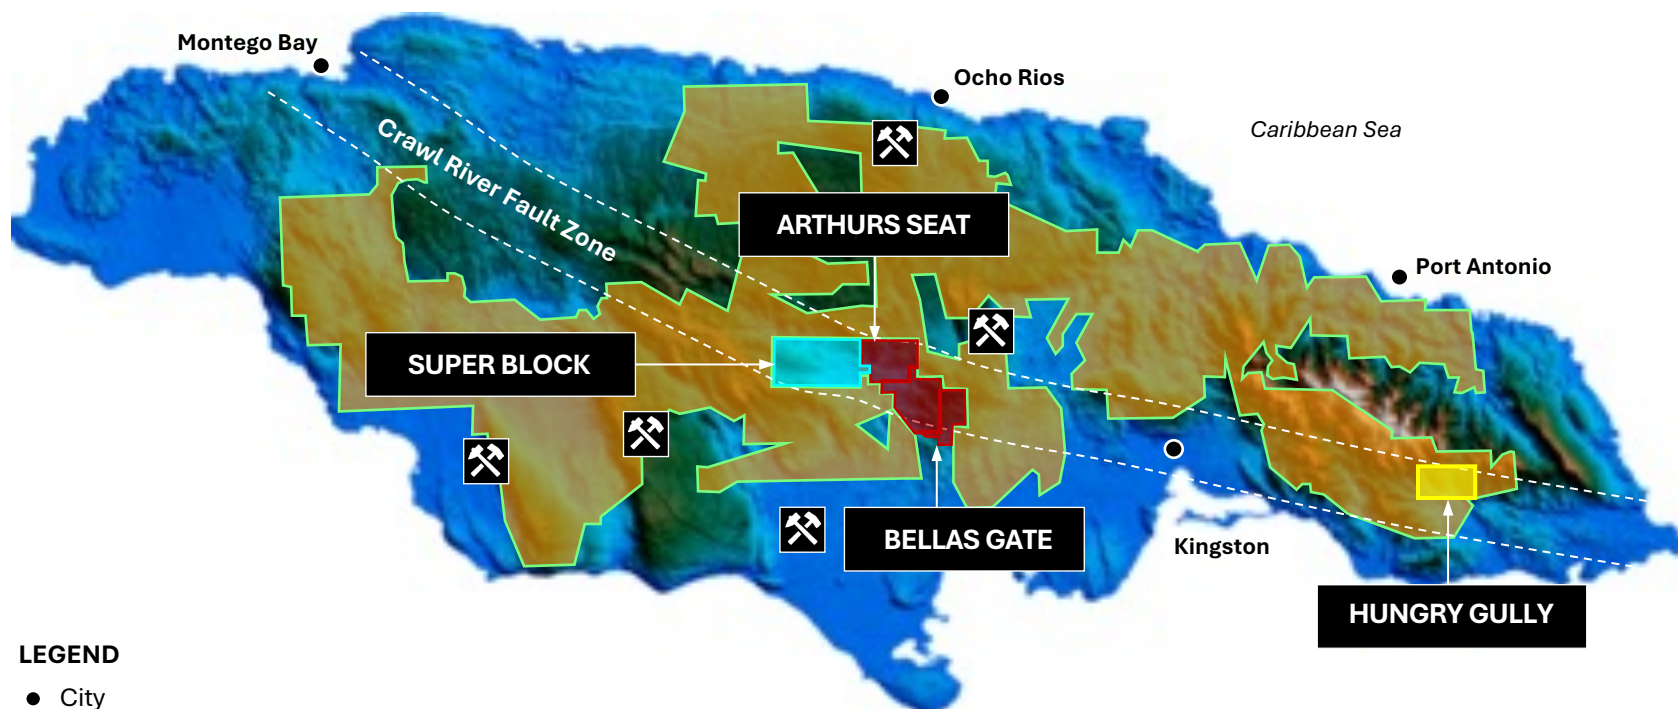 Montego Bay
Ocho Rios
Caribbean Sea
Crawl River Fault Zone
ARTHURS SEAT
Port Antonio
SUPER BLOCK
BELLAS GATE
Kingston
HUNGRY GULLY
LEGEND
City